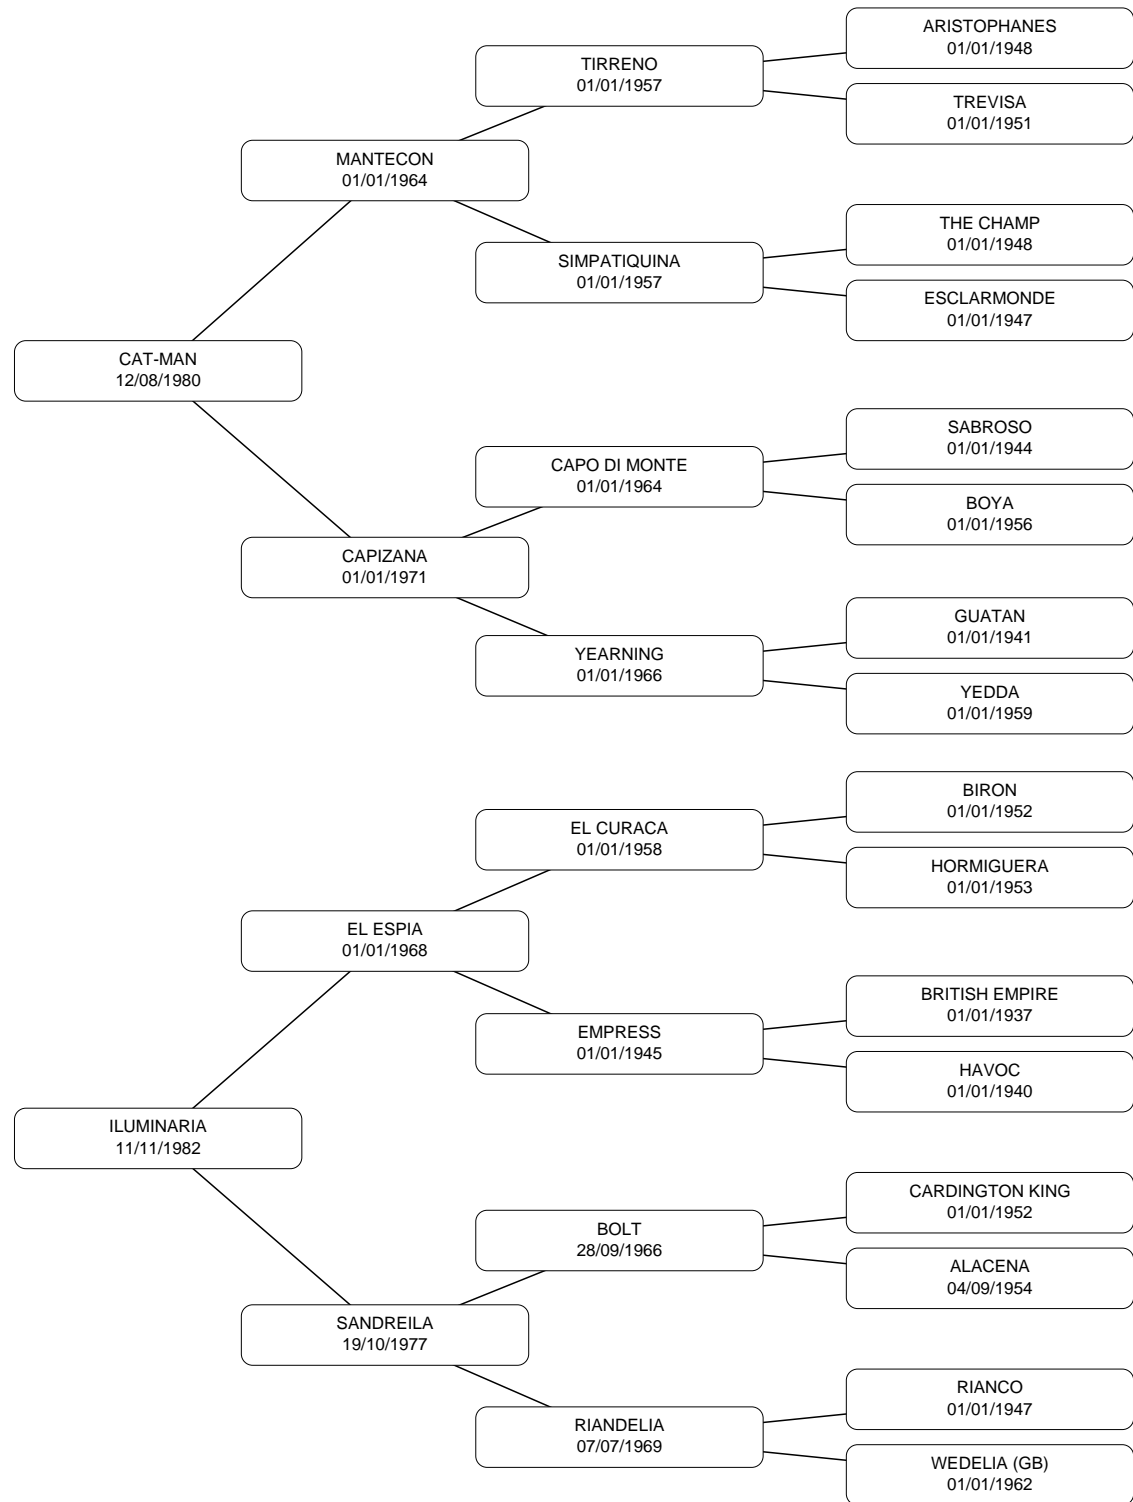 ARISTOPHANES
01/01/1948
TIRRENO
01/01/1957
TREVISA
01/01/1951
MANTECON
01/01/1964
THE CHAMP
01/01/1948
SIMPATIQUINA
01/01/1957
ESCLARMONDE
01/01/1947
CAT-MAN
12/08/1980
SABROSO
01/01/1944
CAPO DI MONTE
01/01/1964
BOYA
01/01/1956
CAPIZANA
01/01/1971
GUATAN
01/01/1941
YEARNING
01/01/1966
YEDDA
01/01/1959
BIRON
01/01/1952
EL CURACA
01/01/1958
HORMIGUERA
01/01/1953
EL ESPIA
01/01/1968
BRITISH EMPIRE
01/01/1937
EMPRESS
01/01/1945
HAVOC
01/01/1940
ILUMINARIA
11/11/1982
CARDINGTON KING
01/01/1952
BOLT
28/09/1966
ALACENA
04/09/1954
SANDREILA
19/10/1977
RIANCO
01/01/1947
RIANDELIA
07/07/1969
WEDELIA (GB)
01/01/1962